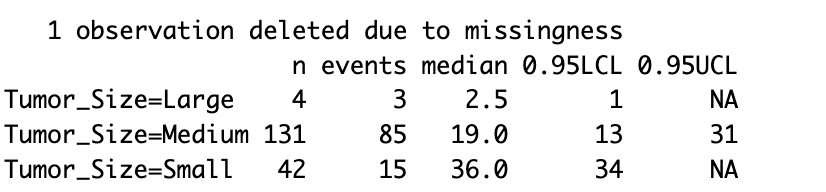 1 observation deleted due to missingness
n events median 0.95LCL 0.95UCL
Tumor_Size=Large 4 3 2.5 1 NA
Tumor_Size=Medium 131 85 19.0 13 31
Tumor_Size=Small 42 15 36.0 34 NA